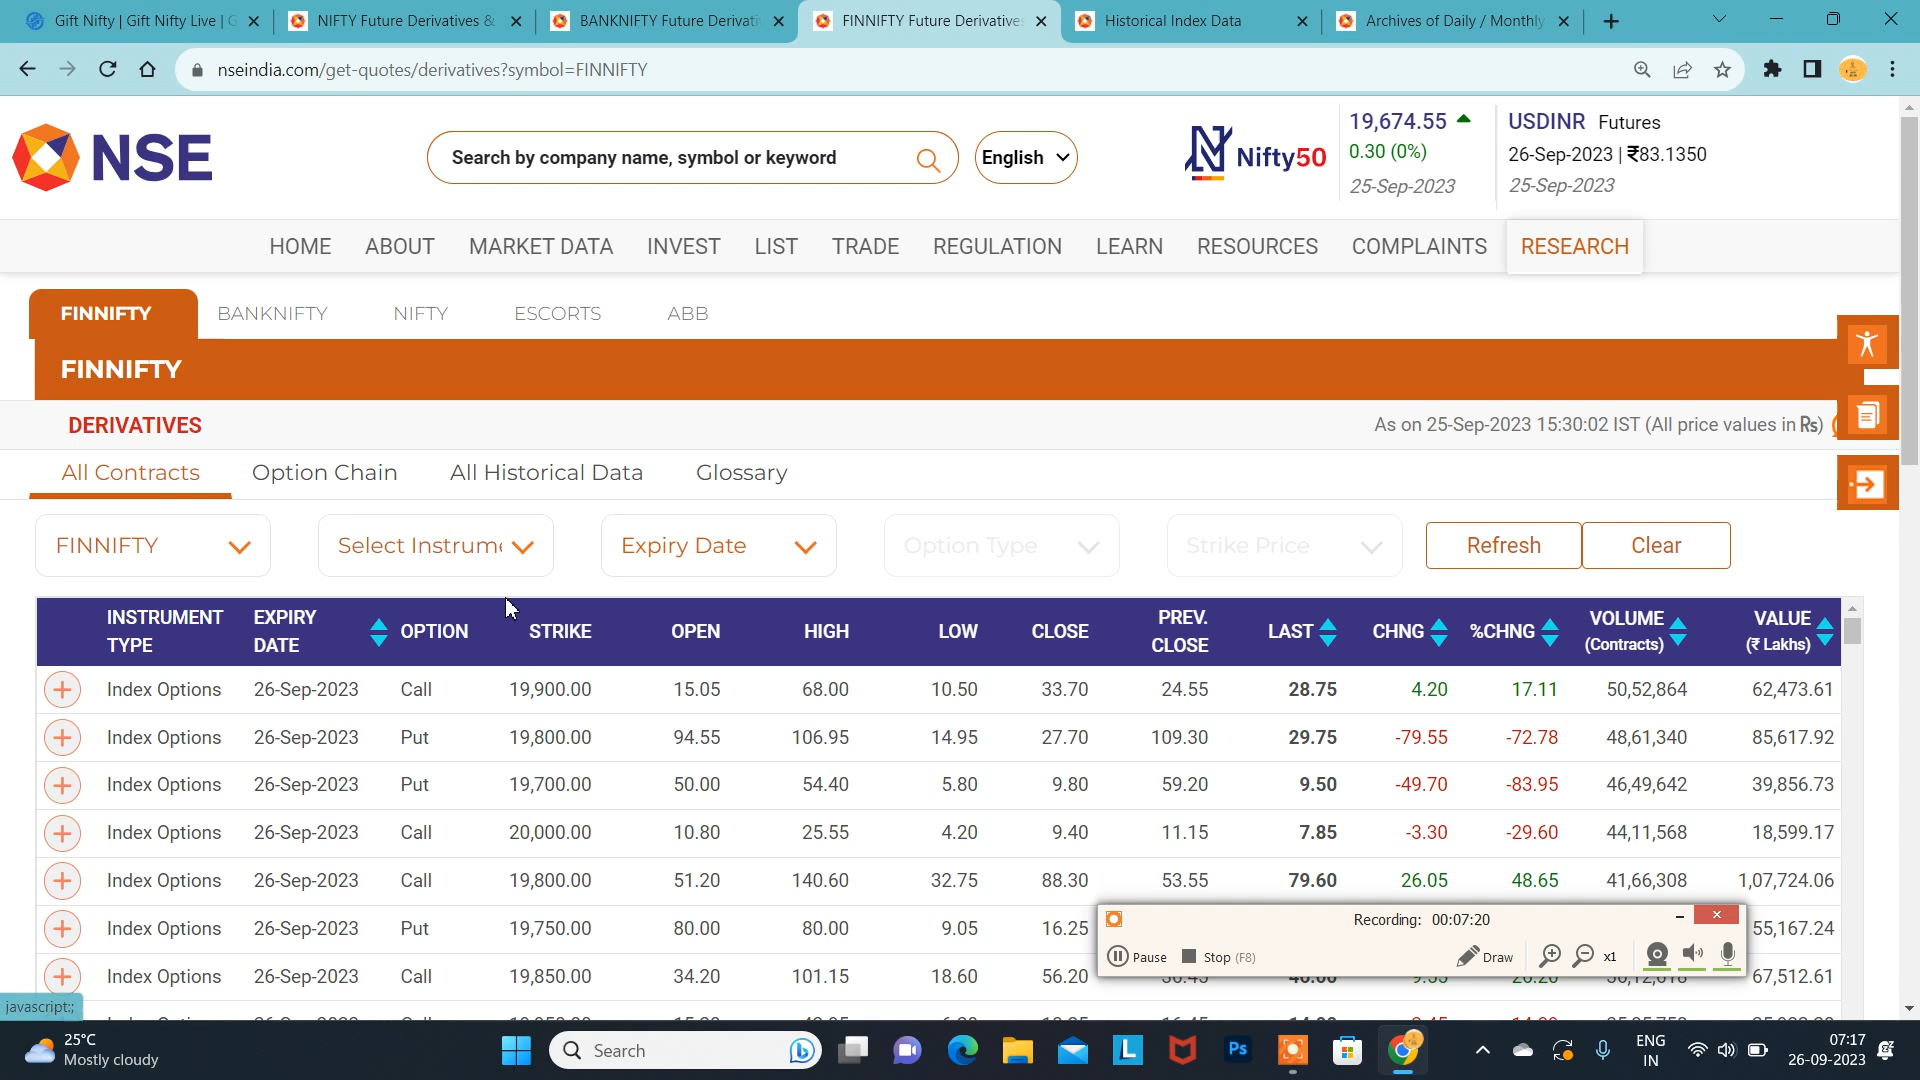 Gift Nifty | Gift Nifty Live | G
NIFTY Future Derivatives &
BANKNIFTY Future Derivati
FINNIFTY Future Derivatives
Historical Index Data
Archives of Daily / Monthly
nseindia.com/get-quotes/derivatives?symbol=FINNIFTY
NSE
Search by company name, symbol or keyword
English
Nifty50
19,674.55
0.30 (0%)
25-Sep-2023
USDINR Futures
26-Sep-2023 | ₹83.1350
25-Sep-2023
HOME ABOUT MARKET DATA INVEST LIST TRADE REGULATION LEARN RESOURCES COMPLAINTS RESEARCH
FINNIFTY BANKNIFTY NIFTY ESCORTS ABB
FINNIFTY
DERIVATIVES
As on 25-Sep-2023 15:30:02 IST (All price values in ₨)
All Contracts Option Chain All Historical Data Glossary
FINNIFTY Select Instrume Expiry Date Option Type Strike Price Refresh Clear
INSTRUMENT TYPE EXPIRY DATE OPTION STRIKE OPEN HIGH LOW CLOSE PREV. CLOSE LAST CHNG %CHNG VOLUME (Contracts) VALUE (₹ Lakhs)
Index Options 26-Sep-2023 Call 19,900.00 15.05 68.00 10.50 33.70 24.55 28.75 4.20 17.11 50,52,864 62,473.61
Index Options 26-Sep-2023 Put 19,800.00 94.55 106.95 14.95 27.70 109.30 29.75 -79.55 -72.78 48,61,340 85,617.92
Index Options 26-Sep-2023 Put 19,700.00 50.00 54.40 5.80 9.80 59.20 9.50 -49.70 -83.95 46,49,642 39,856.73
Index Options 26-Sep-2023 Call 20,000.00 10.80 25.55 4.20 9.40 11.15 7.85 -3.30 -29.60 44,11,568 18,599.17
Index Options 26-Sep-2023 Call 19,800.00 51.20 140.60 32.75 88.30 53.55 79.60 26.05 48.65 41,66,308 1,07,724.06
Index Options 26-Sep-2023 Put 19,750.00 80.00 80.00 9.05 16.25 55,167.24
Index Options 26-Sep-2023 Call 19,850.00 34.20 101.15 18.60 56.20 67,512.61
Recording: 00:07:20
Pause Stop (F8) Draw x1
javascript:;
25°C
Mostly cloudy
Search
L
Ps
ENG
IN
07:17
26-09-2023